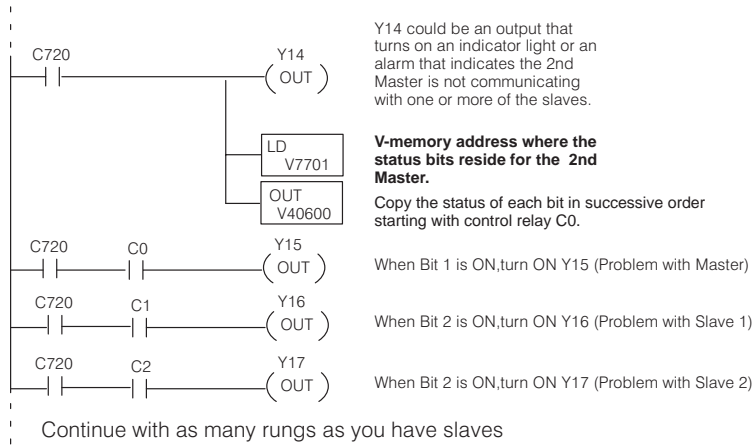 C720
Y14
OUT
Y14 could be an output that
turns on an indicator light or an
alarm that indicates the 2nd
Master is not communicating
with one or more of the slaves.
LD
V7701
V-memory address where the
status bits reside for the 2nd
Master.
OUT
V40600
Copy the status of each bit in successive order
starting with control relay C0.
C720
C0
Y15
OUT
When Bit 1 is ON,turn ON Y15 (Problem with Master)
C720
C1
Y16
OUT
When Bit 2 is ON,turn ON Y16 (Problem with Slave 1)
C720
C2
Y17
OUT
When Bit 2 is ON,turn ON Y17 (Problem with Slave 2)
Continue with as many rungs as you have slaves